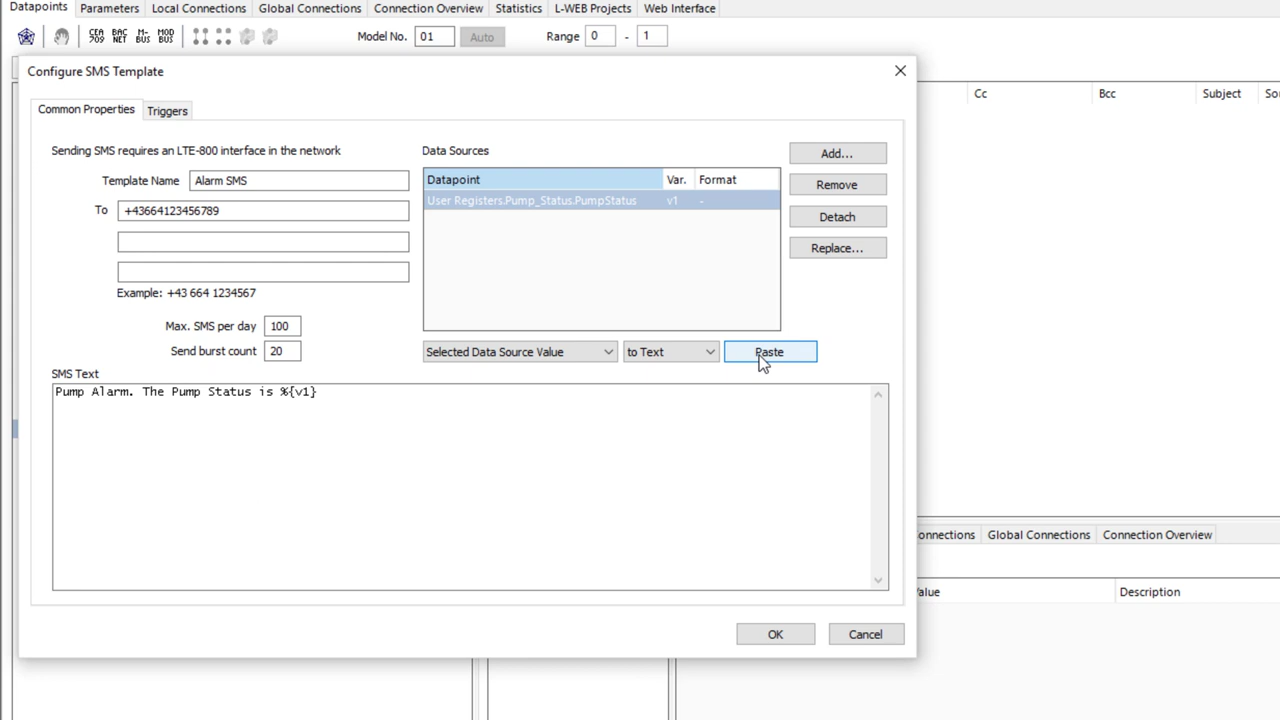 Datapoints Parameters Local Connections Global Connections Connection Overview Statistics L-WEB Projects Web Interface
CEA 709 BAC NET M-BUS MOD BUS Model No. 01 Auto Range 0 - 1
Configure SMS Template
Cc Bcc Subject
Common Properties Triggers
Sending SMS requires an LTE-800 interface in the network
Data Sources
Add...
Template Name Alarm SMS
Datapoint Var. Format
Remove
User Registers.Pump_Status.PumpStatus v1 -
To +43664123456789
Detach
Replace...
Example: +43 664 1234567
Max. SMS per day 100
Send burst count 20
Selected Data Source Value to Text Paste
SMS Text
Pump Alarm. The Pump Status is %{v1}
onnections Global Connections Connection Overview
alue Description
OK Cancel